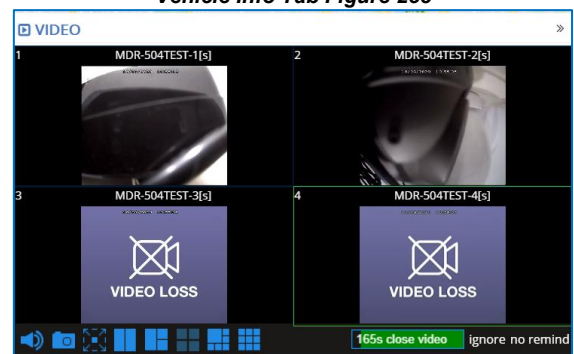 Vehicle Info Tab Figure 235
VIDEO
»
1 MDR-504TEST-1[s]
2 MDR-504TEST-2[s]
3 MDR-504TEST-3[s]
4 MDR-504TEST-4[s]
VIDEO LOSS
VIDEO LOSS
165s close video ignore no remind